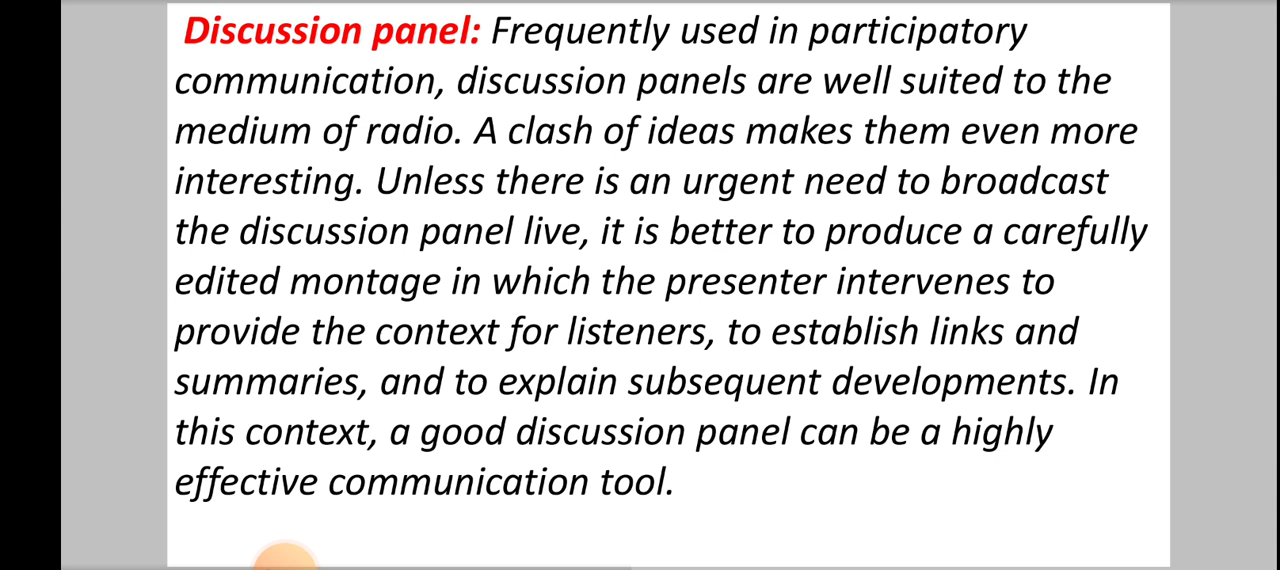 Discussion panel: Frequently used in participatory
communication, discussion panels are well suited to the
medium of radio. A clash of ideas makes them even more
interesting. Unless there is an urgent need to broadcast
the discussion panel live, it is better to produce a carefully
edited montage in which the presenter intervenes to
provide the context for listeners, to establish links and
summaries, and to explain subsequent developments. In
this context, a good discussion panel can be a highly
effective communication tool.